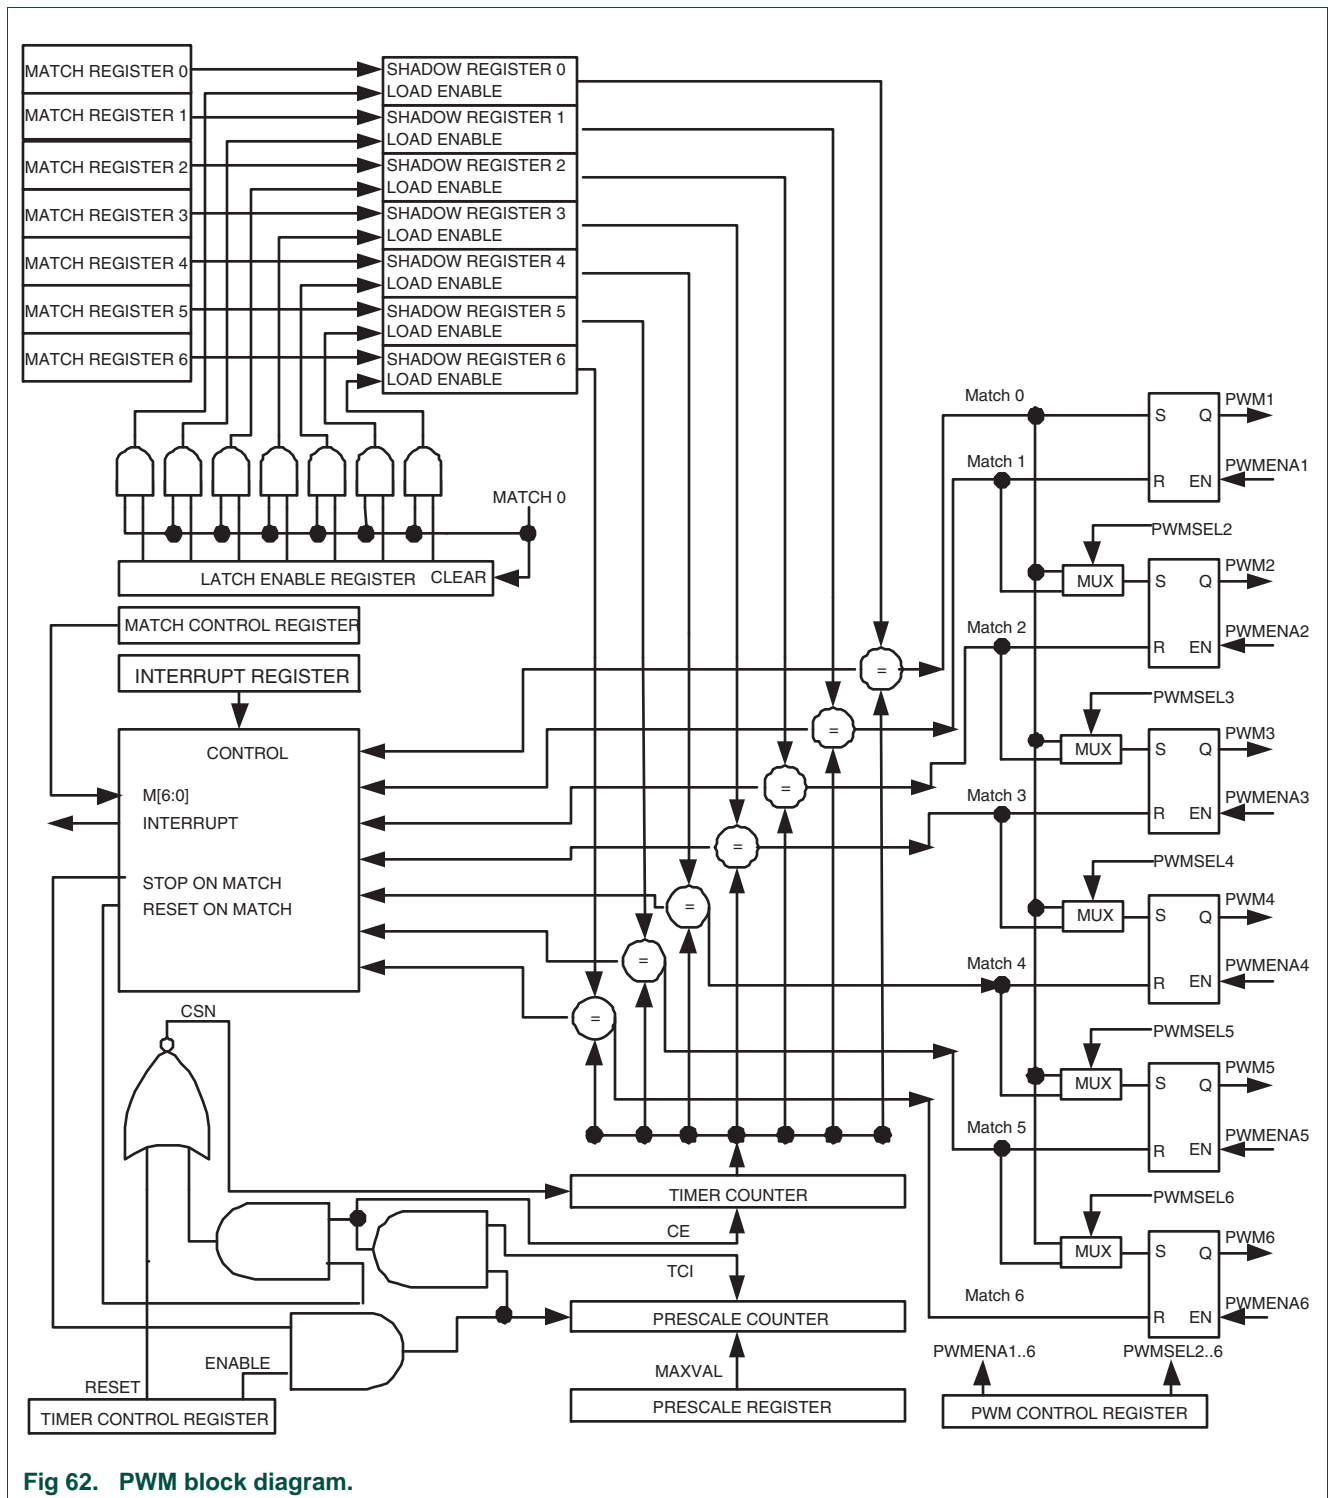 MATCH REGISTER 0
MATCH REGISTER 1
MATCH REGISTER 2
MATCH REGISTER 3
MATCH REGISTER 4
MATCH REGISTER 5
MATCH REGISTER 6
SHADOW REGISTER 0
LOAD ENABLE
SHADOW REGISTER 1
LOAD ENABLE
SHADOW REGISTER 2
LOAD ENABLE
SHADOW REGISTER 3
LOAD ENABLE
SHADOW REGISTER 4
LOAD ENABLE
SHADOW REGISTER 5
LOAD ENABLE
SHADOW REGISTER 6
LOAD ENABLE
MATCH 0
LATCH ENABLE REGISTER CLEAR
MATCH CONTROL REGISTER
INTERRUPT REGISTER
CONTROL
M[6:0]
INTERRUPT
STOP ON MATCH
RESET ON MATCH
CSN
=
=
=
=
=
=
=
Match 0
S Q PWM1
Match 1
R EN PWMENA1
PWMSEL2
MUX S Q PWM2
Match 2
R EN PWMENA2
PWMSEL3
MUX S Q PWM3
Match 3
R EN PWMENA3
PWMSEL4
MUX S Q PWM4
Match 4
R EN PWMENA4
PWMSEL5
MUX S Q PWM5
Match 5
R EN PWMENA5
PWMSEL6
MUX S Q PWM6
Match 6
R EN PWMENA6
TIMER COUNTER
CE
TCI
PRESCALE COUNTER
MAXVAL
PRESCALE REGISTER
ENABLE
RESET
TIMER CONTROL REGISTER
PWMENA1..6 PWMSEL2..6
PWM CONTROL REGISTER
Fig 62. PWM block diagram.